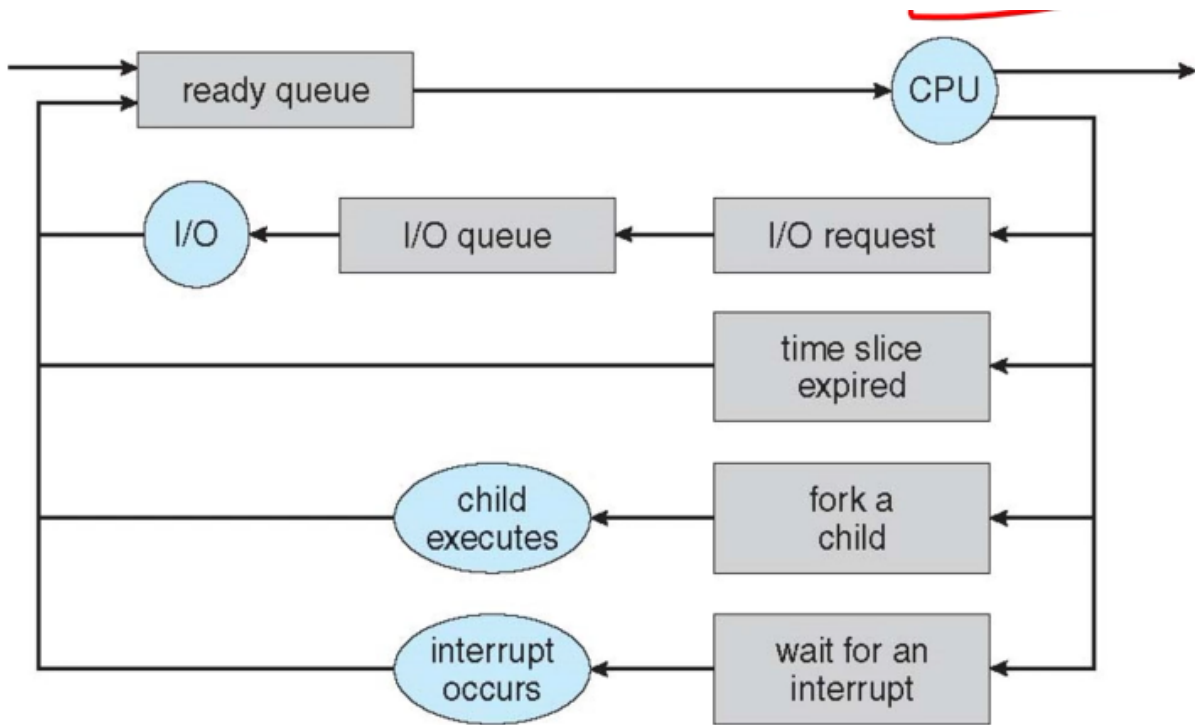 ready queue
CPU
I/O
I/O queue
I/O request
time slice
expired
child
executes
fork a
child
interrupt
occurs
wait for an
interrupt